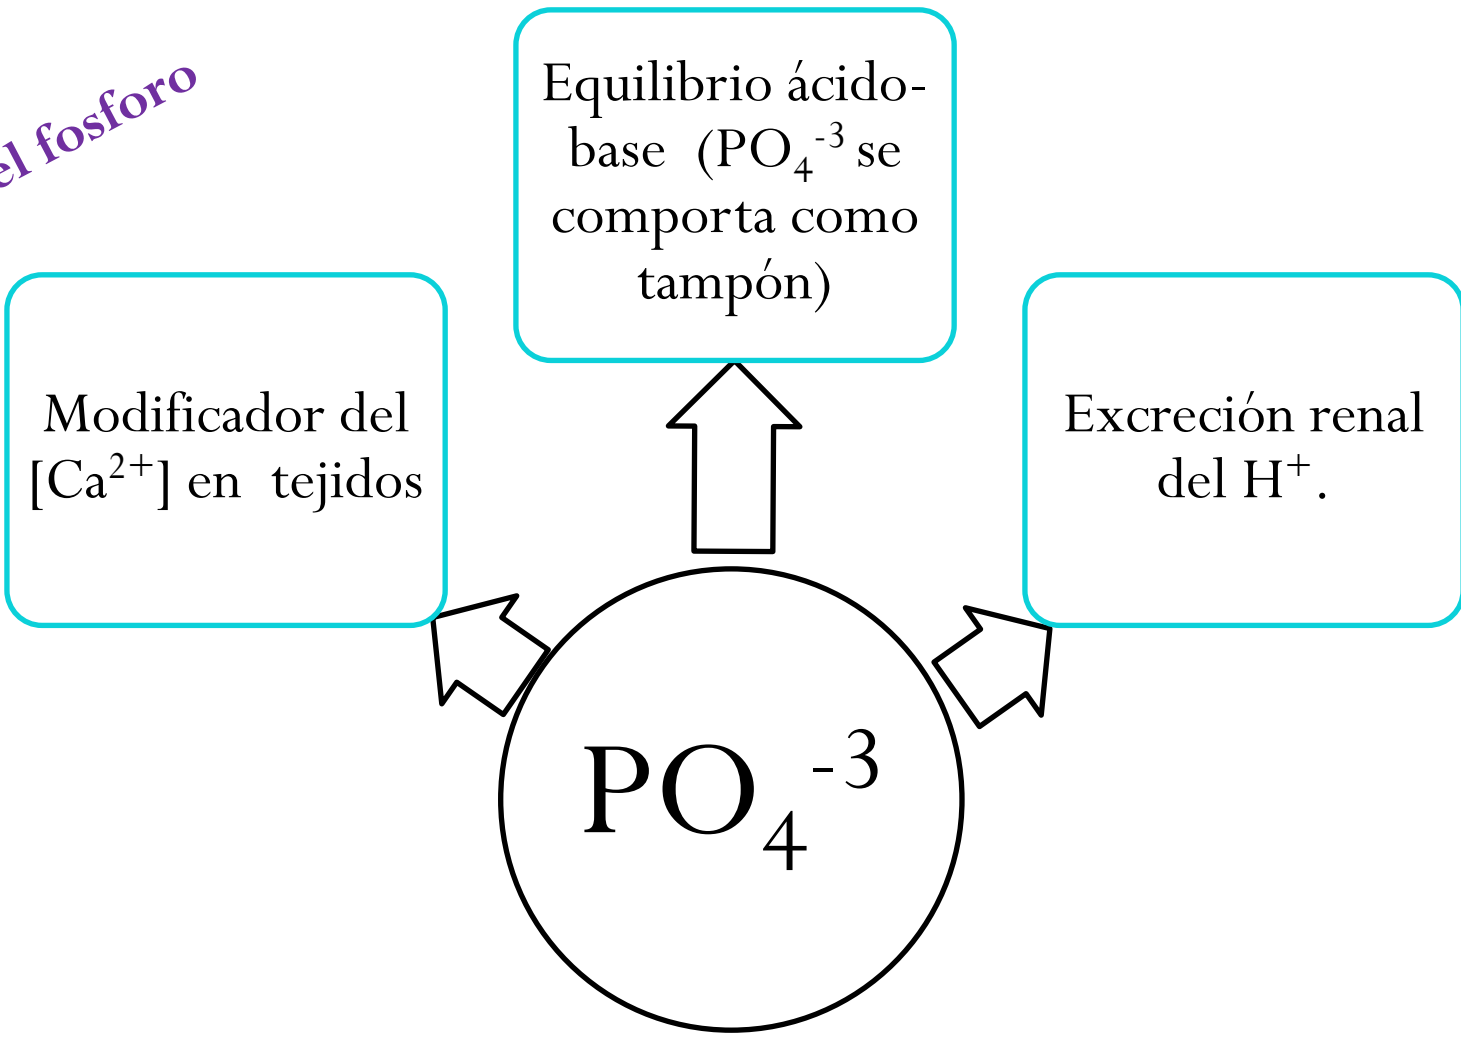 el fosforo
Equilibrio ácido-
base (PO₄⁻³ se
comporta como
tampón)
Modificador del
[Ca²⁺] en tejidos
Excreción renal
del H⁺.
PO₄⁻³